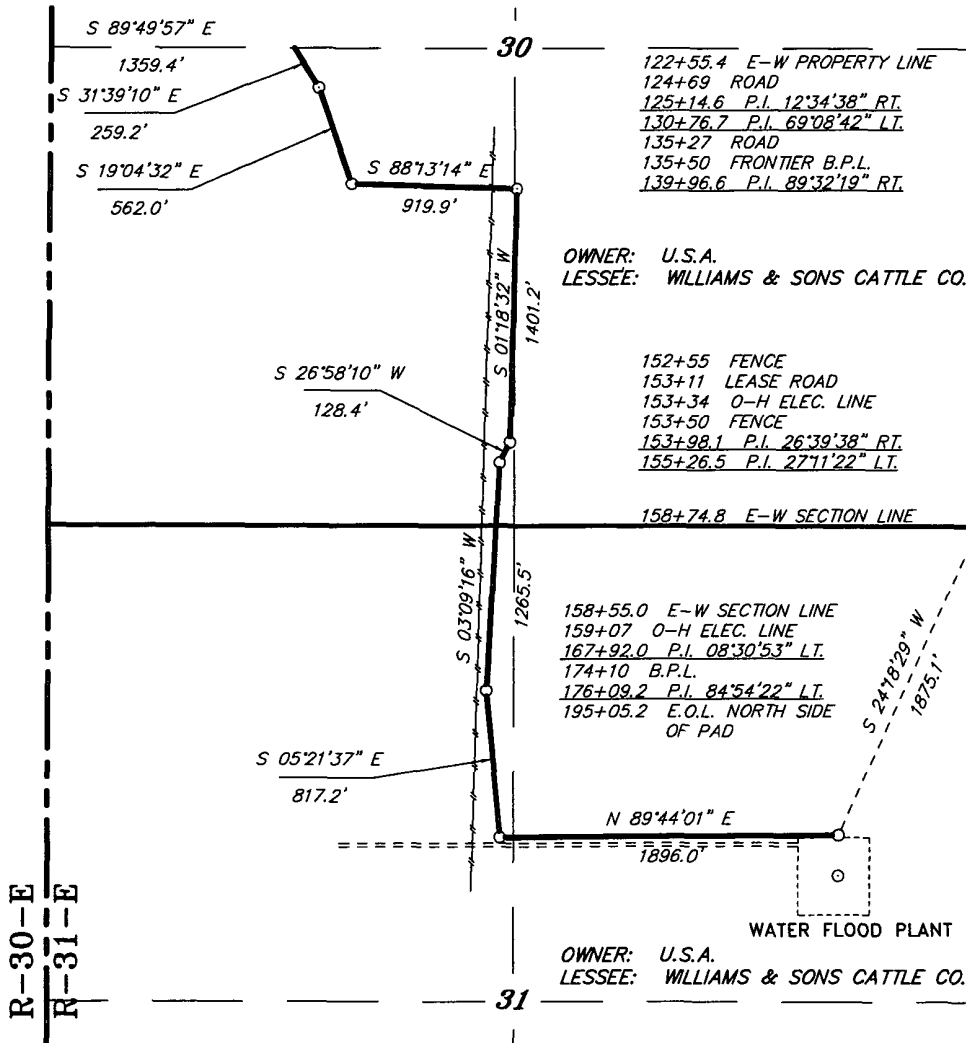 S 89°49'57" E
1359.4'
30
S 31°39'10" E
259.2'
S 19°04'32" E
562.0'
S 88°13'14" E
919.9'
122+55.4 E-W PROPERTY LINE
124+69 ROAD
125+14.6 P.I. 12°34'38" RT.
130+76.7 P.I. 69°08'42" LT.
135+27 ROAD
135+50 FRONTIER B.P.L.
139+96.6 P.I. 89°32'19" RT.
OWNER: U.S.A.
LESSEE: WILLIAMS & SONS CATTLE CO.
S 01°18'32" W
1401.2'
S 26°58'10" W
128.4'
152+55 FENCE
153+11 LEASE ROAD
153+34 O-H ELEC. LINE
153+50 FENCE
153+98.1 P.I. 26°39'38" RT.
155+26.5 P.I. 27°11'22" LT.
158+74.8 E-W SECTION LINE
S 03°09'16" W
1265.5'
158+55.0 E-W SECTION LINE
159+07 O-H ELEC. LINE
167+92.0 P.I. 08°30'53" LT.
174+10 B.P.L.
176+09.2 P.I. 84°54'22" LT.
195+05.2 E.O.L. NORTH SIDE
OF PAD
S 24°18'29" W
1875.1'
S 05°21'37" E
817.2'
N 89°44'01" E
1896.0'
WATER FLOOD PLANT
OWNER: U.S.A.
LESSEE: WILLIAMS & SONS CATTLE CO.
R-30-E
R-31-E
31